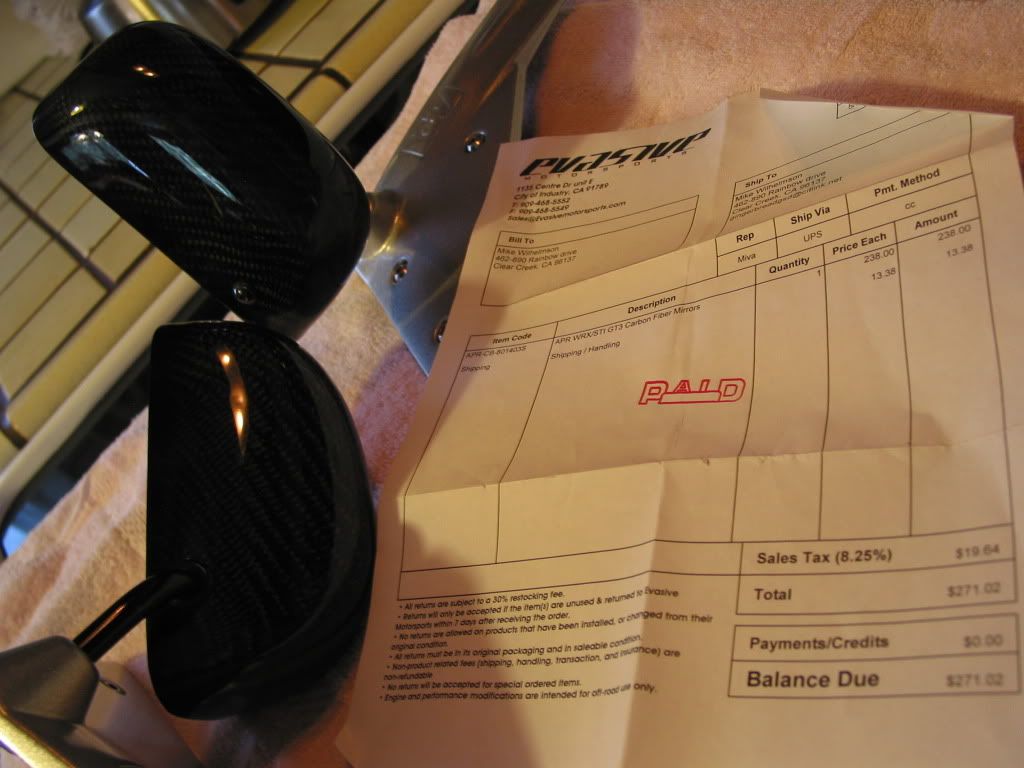 APR
evasive
MOTORSPORTS
1135 Centre Dr unit E
City of Industry, CA 91789
P: 909-468-5552
F: 909-468-5549
Sales@Evasivemotorsports.com
Ship To
Mike Wilhelmson
462-890 Rainbow drive
Clear Creek, CA 96137
Bill To
Mike Wilhelmson
462-890 Rainbow drive
Clear Creek, CA 96137
Rep Ship Via Pmt. Method
Miva UPS cc
Item Code Description Quantity Price Each Amount
APR-CB-801403S APR WRX/STI GT3 Carbon Fiber Mirrors 1 238.00 238.00
Shipping Shipping / Handling 13.38 13.38
PAID
Sales Tax (8.25%) $19.64
Total $271.02
Payments/Credits $0.00
Balance Due $271.02
• All returns are subject to a 30% restocking fee.
• Returns will only be accepted if the item(s) are unused & returned to Evasive
Motorsports within 7 days after receiving the order.
• No returns are allowed on products that have been installed, or changed from their
original condition.
• All returns must be in its original packaging and in saleable condition.
• Non-product related fees (shipping, handling, transaction, and insurance) are
non-refundable
• No returns will be accepted for special ordered items.
• Engine and performance modifications are intended for off-road use only.